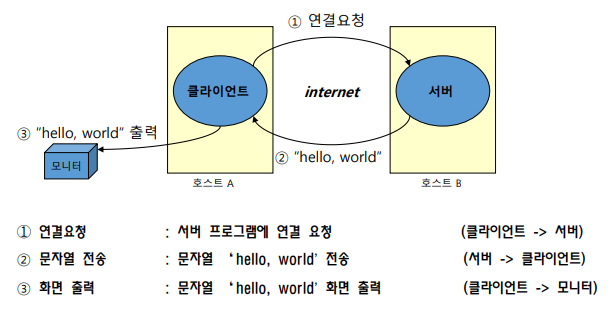 ① 연결요청
클라이언트
internet
서버
③ “hello, world” 출력
모니터
② “hello, world”
호스트 A
호스트 B
① 연결요청 : 서버 프로그램에 연결 요청 (클라이언트 -> 서버)
② 문자열 전송 : 문자열 ‘hello, world’ 전송 (서버 -> 클라이언트)
③ 화면 출력 : 문자열 ‘hello, world’ 화면 출력 (클라이언트 -> 모니터)